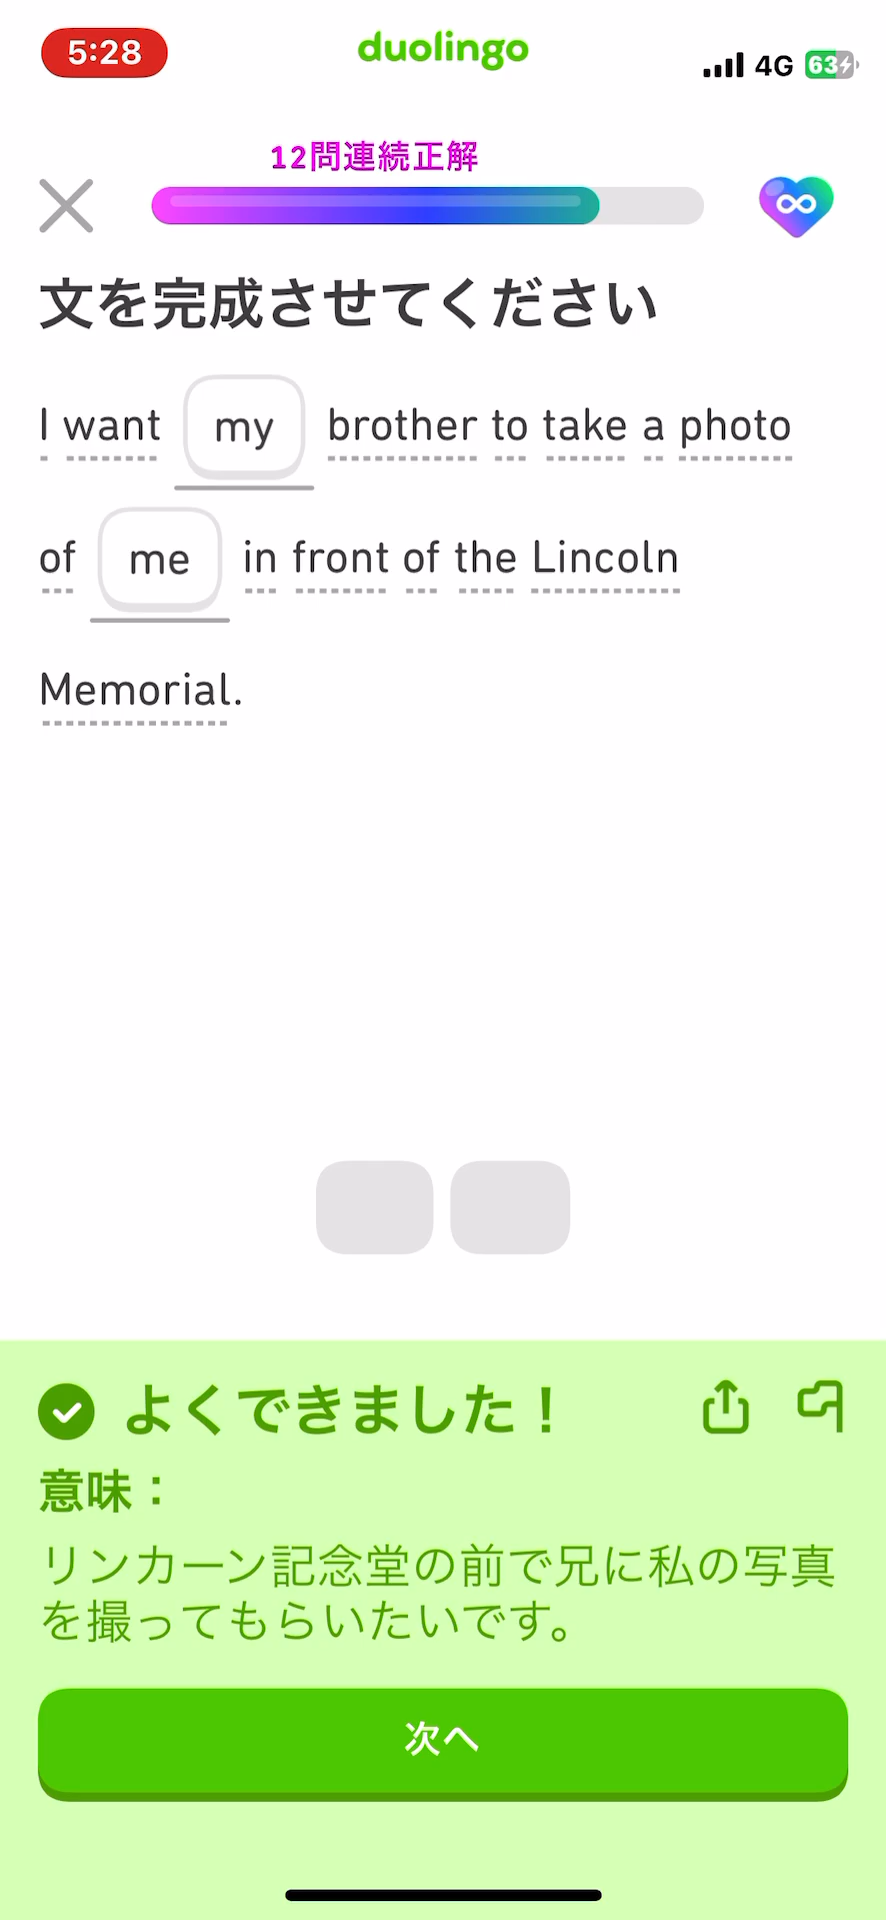 5:28
duolingo
4G
63
12問連続正解
文を完成させてください
I want my brother to take a photo
of me in front of the Lincoln
Memorial.
よくできました！
意味：
リンカーン記念堂の前で兄に私の写真
を撮ってもらいたいです。
次へ